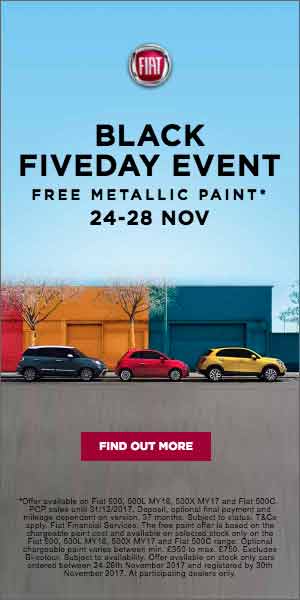 FIAT
BLACK
FIVEDAY EVENT
FREE METALLIC PAINT*
24-28 NOV
FIND OUT MORE
*Offer available on Fiat 500, 500L MY18, 500X MY17 and Fiat 500C.
PCP sales until 31/12/2017. Deposit, optional final payment and
mileage dependent on version, 37 months. Subject to status. T&Cs
apply. Fiat Financial Services. The free paint offer is based on the
chargeable paint cost and available on selected stock only on the
Fiat 500, 500L MY18, 500X MY17 and Fiat 500C range. Optional
chargeable paint varies between min. £350 to max. £750. Excludes
Bi-colour. Subject to availability. Offer available on stock only cars
ordered between 24-28th November 2017 and registered by 30th
November 2017. At participating dealers only.